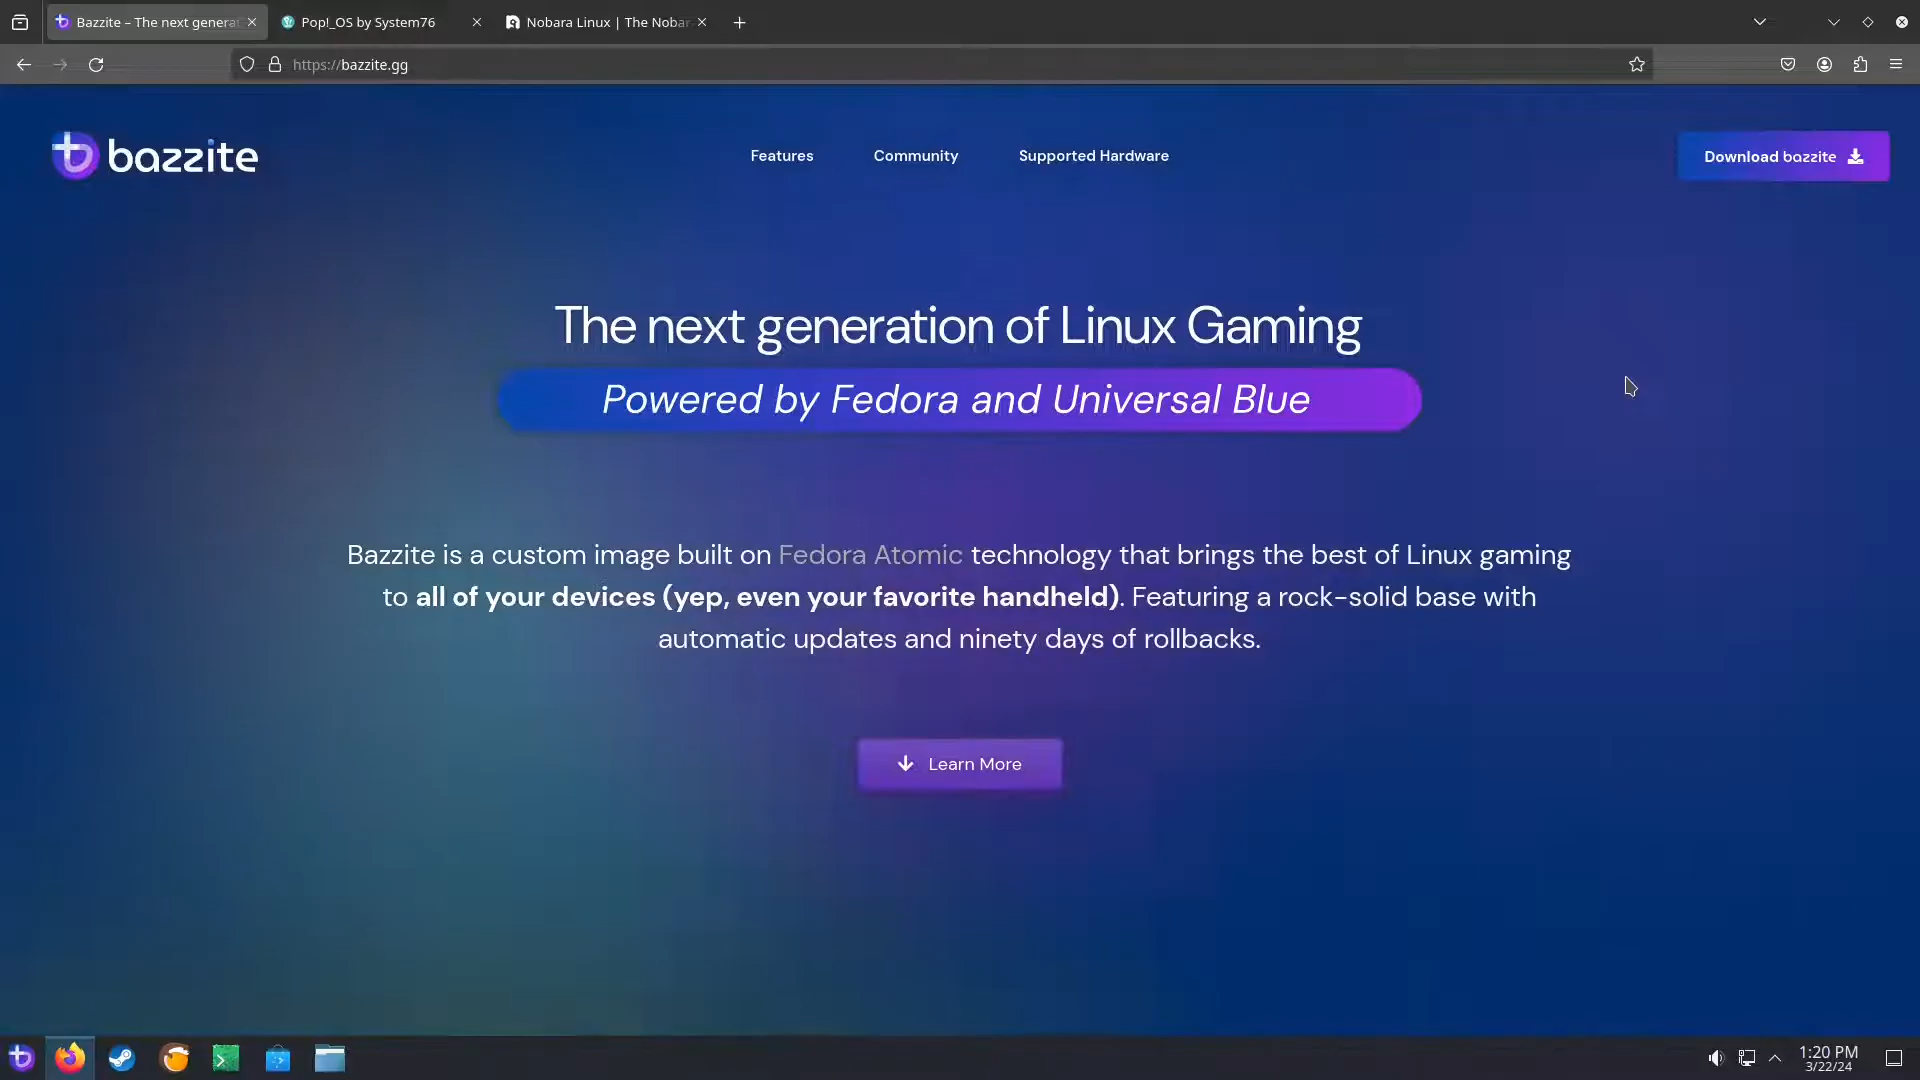 Bazzite – The next genera
Pop!_OS by System76
Nobara Linux | The Nobar
https://bazzite.gg
bazzite
Features
Community
Supported Hardware
Download bazzite
The next generation of Linux Gaming
Powered by Fedora and Universal Blue
Bazzite is a custom image built on Fedora Atomic technology that brings the best of Linux gaming
to all of your devices (yep, even your favorite handheld). Featuring a rock-solid base with
automatic updates and ninety days of rollbacks.
Learn More
1:20 PM
3/22/24